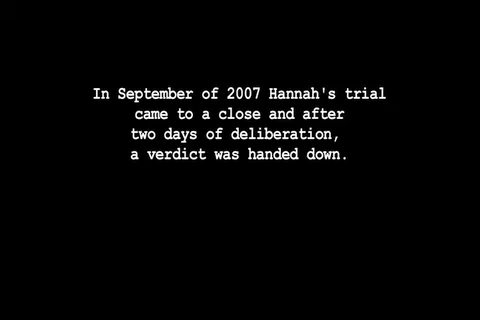 In September of 2007 Hannah's trial
came to a close and after
two days of deliberation,
a verdict was handed down.